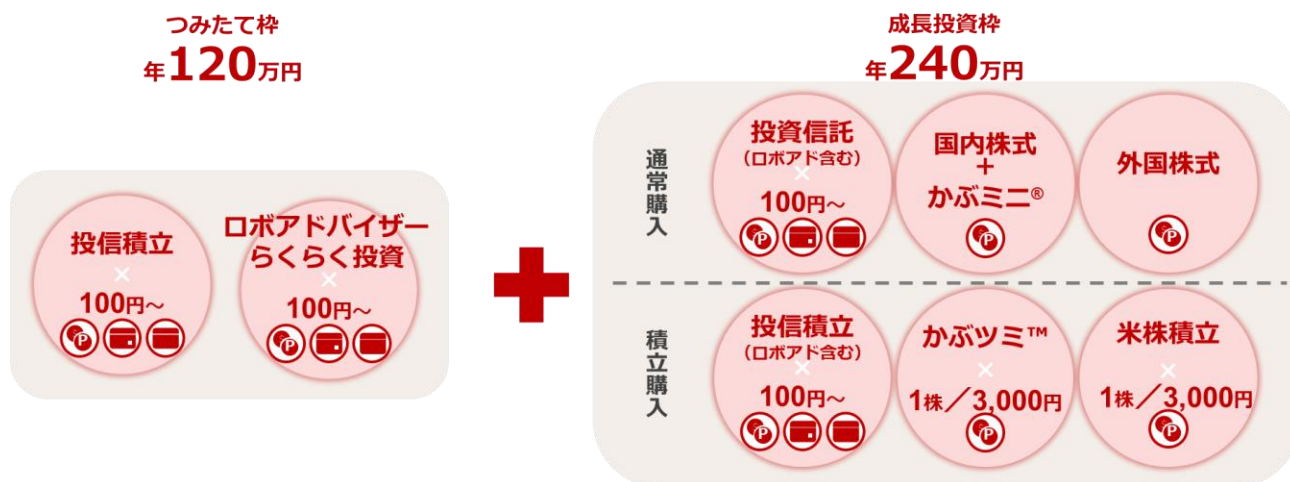 つみたて枠
年120万円
投信積立
×
100円～
P
ロボアドバイザー
らくらく投資
×
100円～
P
成長投資枠
年240万円
通常購入
投資信託
（ロボアド含む）
×
100円～
P
国内株式
＋
かぶミニ®
P
外国株式
P
積立購入
投信積立
（ロボアド含む）
×
100円～
P
かぶツミ™
×
1株／3,000円
P
米株積立
×
1株／3,000円
P